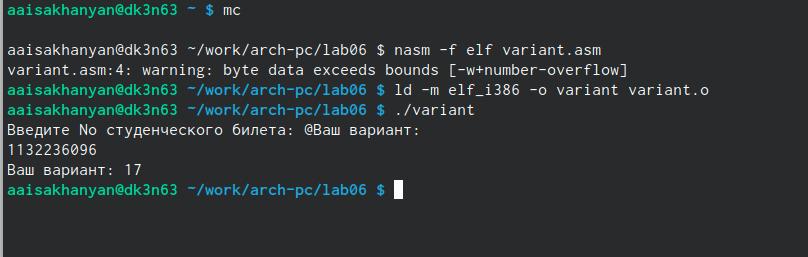 aaisakhanyan@dk3n63 ~ $ mc
aaisakhanyan@dk3n63 ~/work/arch-pc/lab06 $ nasm -f elf variant.asm
variant.asm:4: warning: byte data exceeds bounds [-w+number-overflow]
aaisakhanyan@dk3n63 ~/work/arch-pc/lab06 $ ld -m elf_i386 -o variant variant.o
aaisakhanyan@dk3n63 ~/work/arch-pc/lab06 $ ./variant
Введите No студенческого билета: @Ваш вариант:
1132236096
Ваш вариант: 17
aaisakhanyan@dk3n63 ~/work/arch-pc/lab06 $